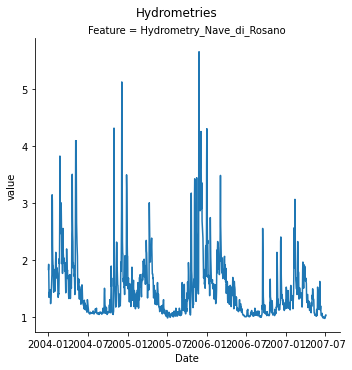 Hydrometries
Feature = Hydrometry_Nave_di_Rosano
value
5
4
3
2
1
2004-01 2004-07 2005-01 2005-07 2006-01 2006-07 2007-01 2007-07
Date